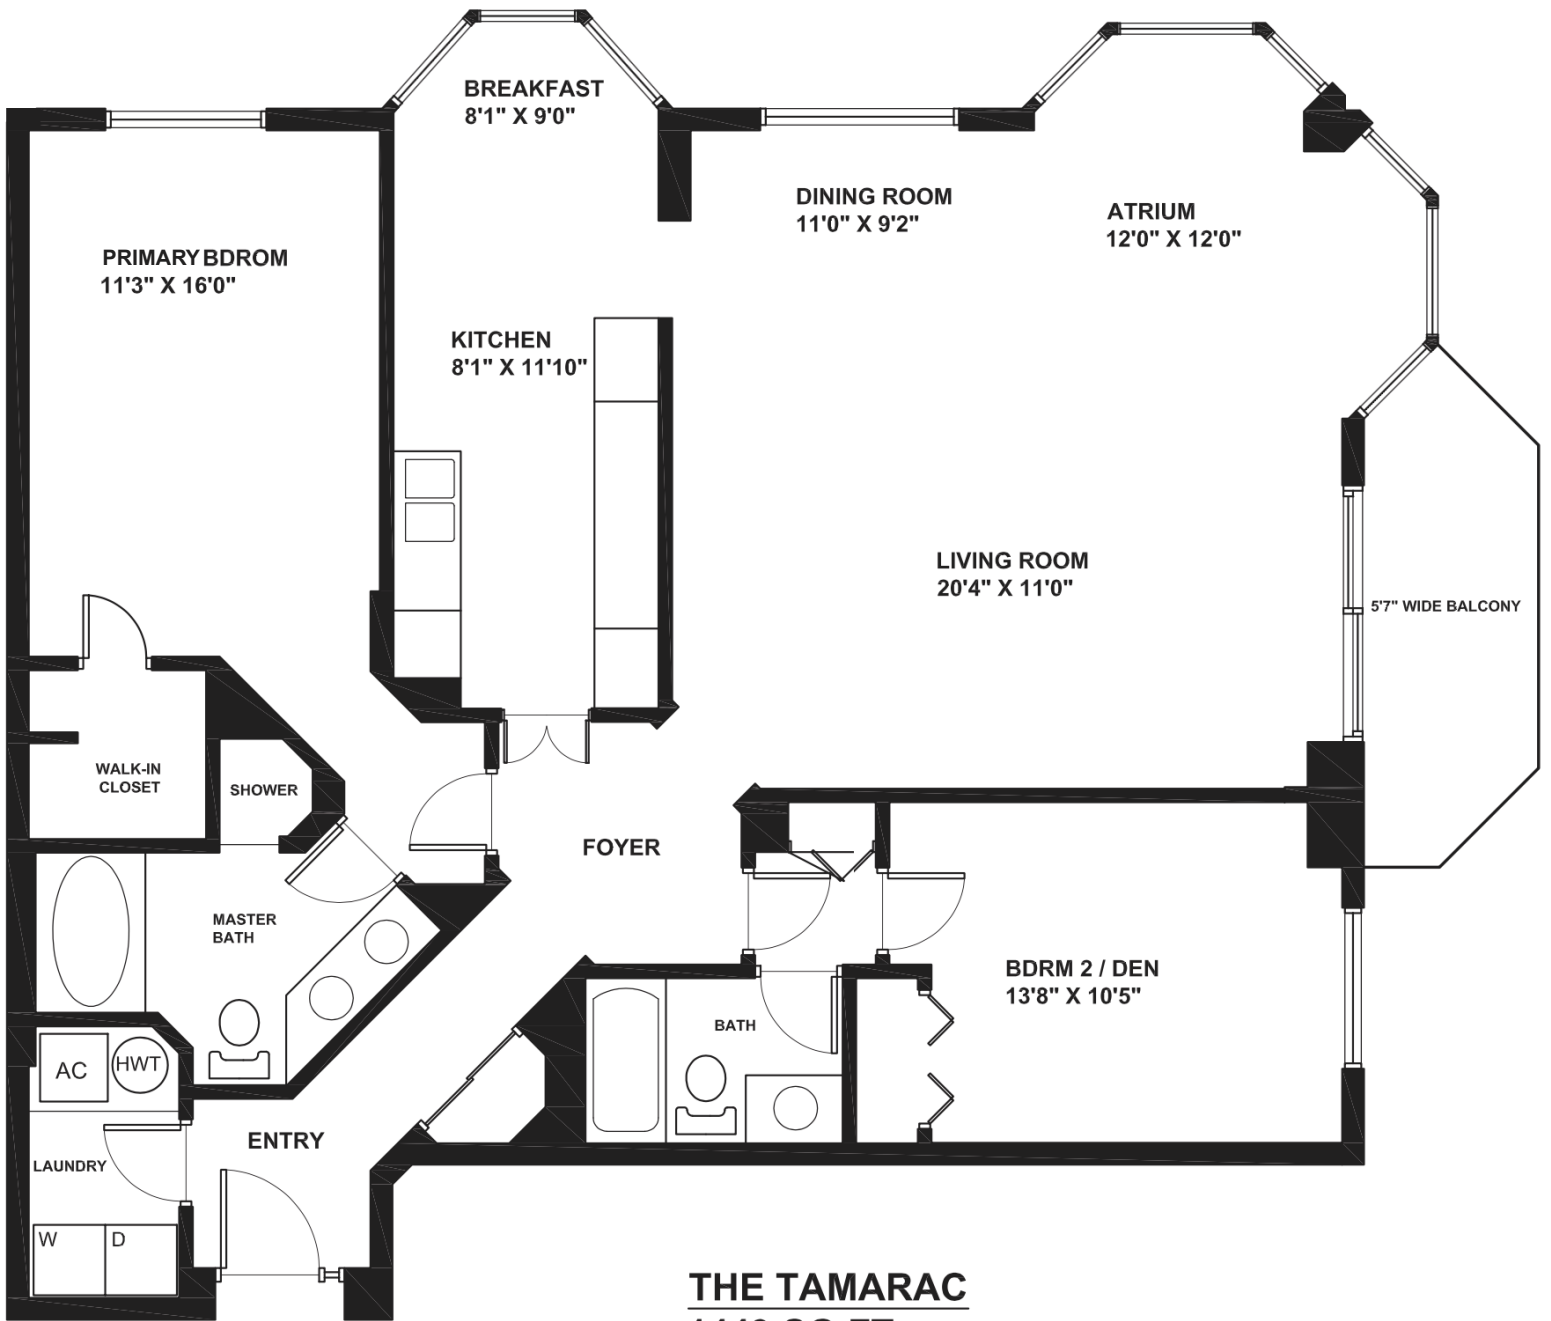 BREAKFAST
8'1" X 9'0"
DINING ROOM
11'0" X 9'2"
ATRIUM
12'0" X 12'0"
PRIMARY BDROM
11'3" X 16'0"
KITCHEN
8'1" X 11'10"
LIVING ROOM
20'4" X 11'0"
5'7" WIDE BALCONY
WALK-IN
CLOSET
SHOWER
FOYER
MASTER
BATH
BDRM 2 / DEN
13'8" X 10'5"
BATH
AC
HWT
ENTRY
LAUNDRY
W
D
THE TAMARAC